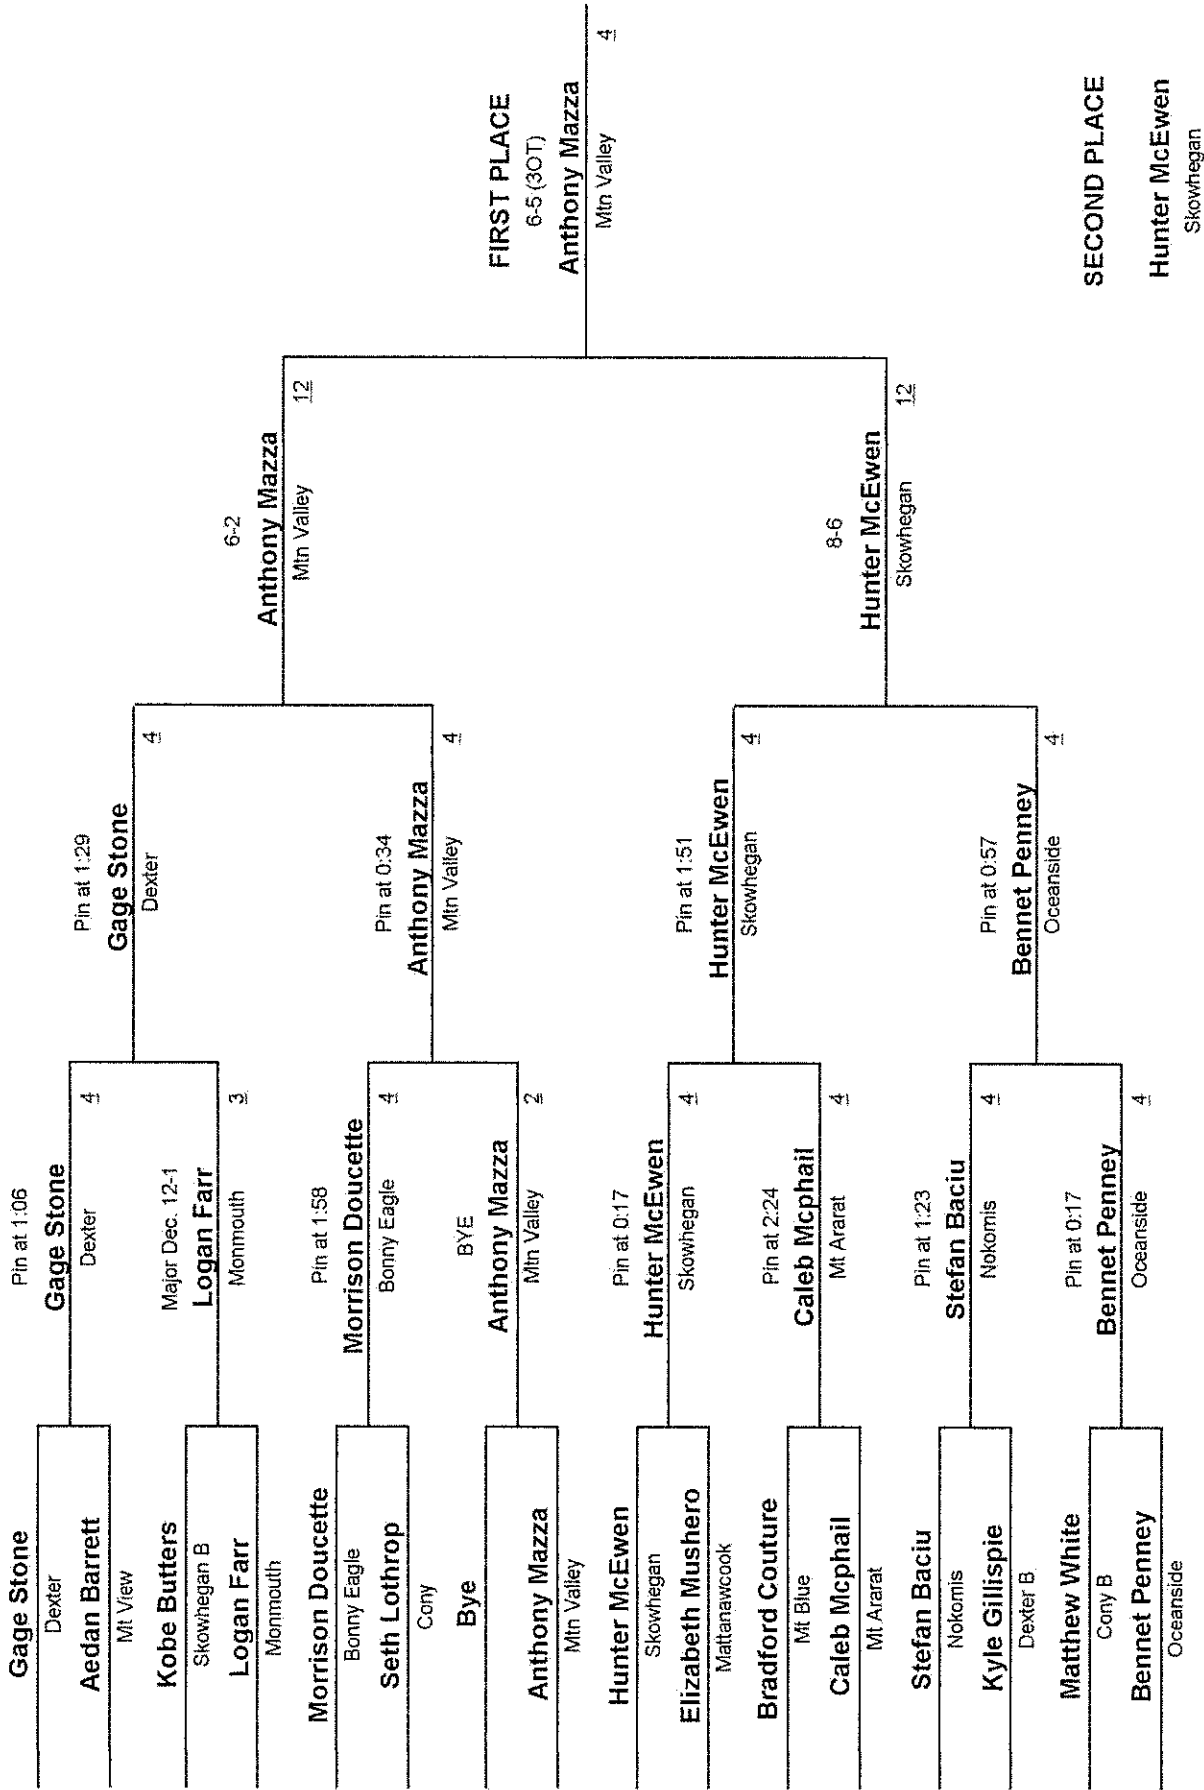 Gage Stone
Dexter
Aedan Barrett
Mt View
Kobe Butters
Skowhegan B
Logan Farr
Monmouth
Morrison Doucette
Bonny Eagle
Seth Lothrop
Cony
Bye
Anthony Mazza
Mtn Valley
Hunter McEwen
Skowhegan
Elizabeth Mushero
Mattanawcook
Bradford Couture
Mt Blue
Caleb Mcphail
Mt Ararat
Stefan Baciu
Nokomis
Kyle Gillispie
Dexter B
Matthew White
Cony B
Bennet Penney
Oceanside
Pin at 1:06
Gage Stone
Dexter
4
Major Dec. 12-1
Logan Farr
Monmouth
3
Pin at 1:58
Morrison Doucette
Bonny Eagle
4
BYE
Anthony Mazza
Mtn Valley
2
Pin at 0:17
Hunter McEwen
Skowhegan
4
Pin at 2:24
Caleb Mcphail
Mt Ararat
4
Pin at 1:23
Stefan Baciu
Nokomis
4
Pin at 0:17
Bennet Penney
Oceanside
4
Pin at 1:29
Gage Stone
Dexter
4
Pin at 0:34
Anthony Mazza
Mtn Valley
4
Pin at 1:51
Hunter McEwen
Skowhegan
4
Pin at 0:57
Bennet Penney
Oceanside
4
6-2
Anthony Mazza
Mtn Valley
12
8-6
Hunter McEwen
Skowhegan
12
FIRST PLACE
6-5 (3OT)
Anthony Mazza
Mtn Valley
4
SECOND PLACE
Hunter McEwen
Skowhegan